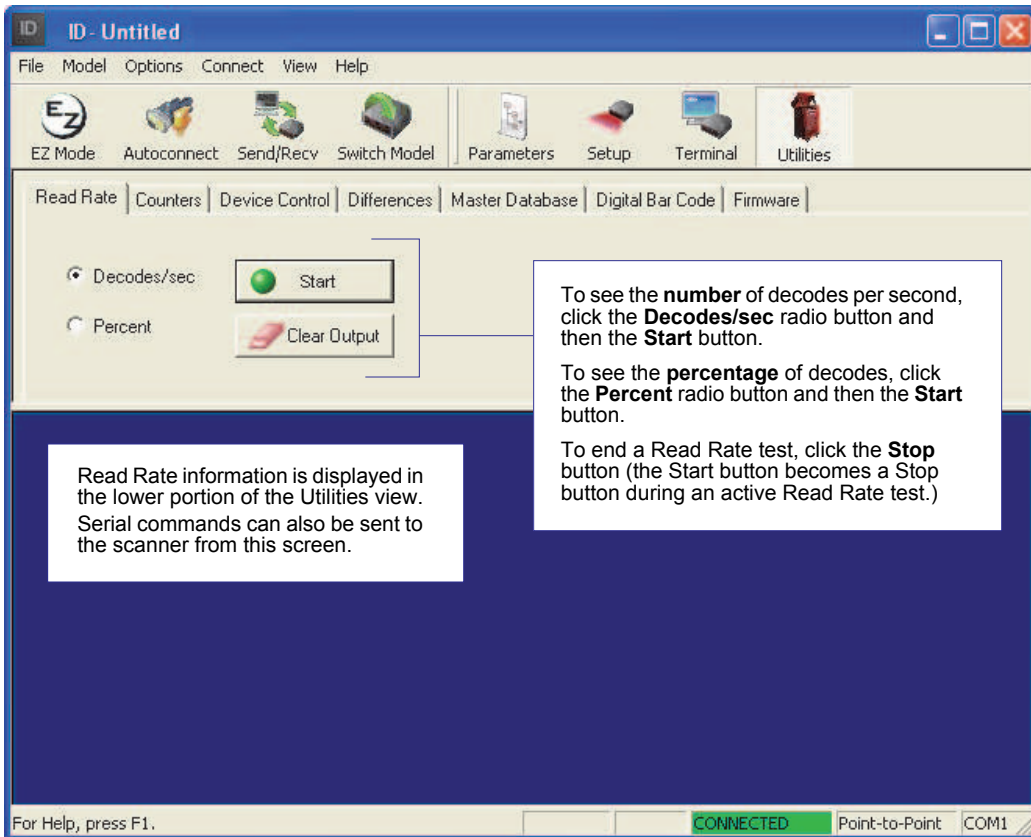 ID
ID - Untitled
File Model Options Connect View Help
EZ
EZ Mode Autoconnect Send/Recv Switch Model Parameters Setup Terminal Utilities
Read Rate Counters Device Control Differences Master Database Digital Bar Code Firmware
Decodes/sec Start
Percent Clear Output
To see the number of decodes per second,
click the Decodes/sec radio button and
then the Start button.
To see the percentage of decodes, click
the Percent radio button and then the Start
button.
To end a Read Rate test, click the Stop
button (the Start button becomes a Stop
button during an active Read Rate test.)
Read Rate information is displayed in
the lower portion of the Utilities view.
Serial commands can also be sent to
the scanner from this screen.
For Help, press F1. CONNECTED Point-to-Point COM1